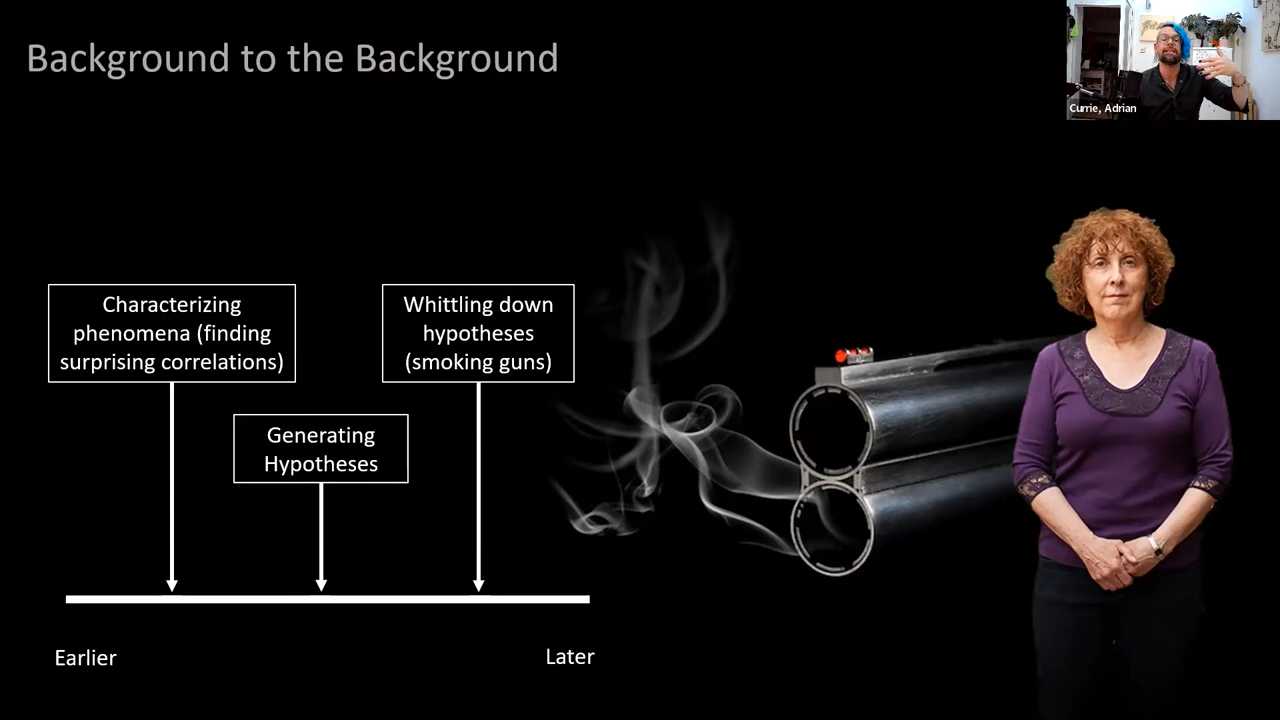 Background to the Background
Currie, Adrian
Characterizing
phenomena (finding
surprising correlations)
Whittling down
hypotheses
(smoking guns)
Generating
Hypotheses
Earlier
Later